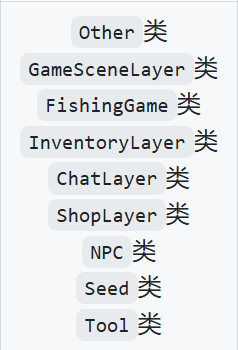 Other 类
GameSceneLayer 类
FishingGame 类
InventoryLayer 类
ChatLayer 类
ShopLayer 类
NPC 类
Seed 类
Tool 类